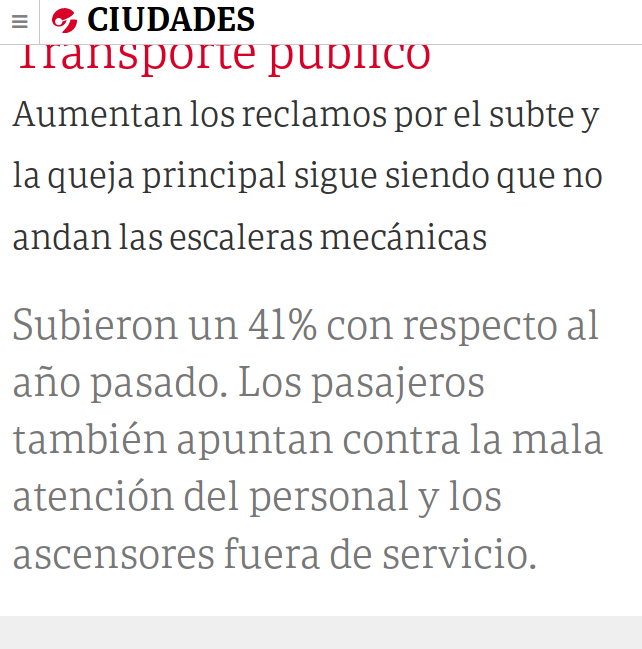 CIUDADES
Transporte público
Aumentan los reclamos por el subte y
la queja principal sigue siendo que no
andan las escaleras mecánicas
Subieron un 41% con respecto al
año pasado. Los pasajeros
también apuntan contra la mala
atención del personal y los
ascensores fuera de servicio.